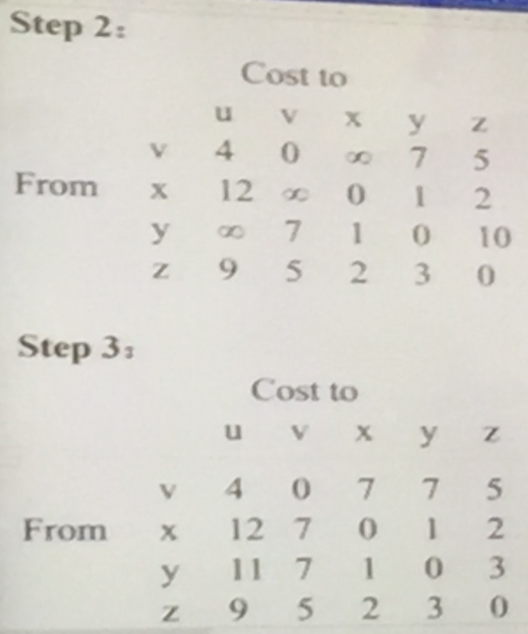 Step 2:
Cost to
u v x y z
v 4 0 ∞ 7 5
From x 12 ∞ 0 1 2
y ∞ 7 1 0 10
z 9 5 2 3 0
Step 3:
Cost to
u v x y z
v 4 0 7 7 5
From x 12 7 0 1 2
y 11 7 1 0 3
z 9 5 2 3 0